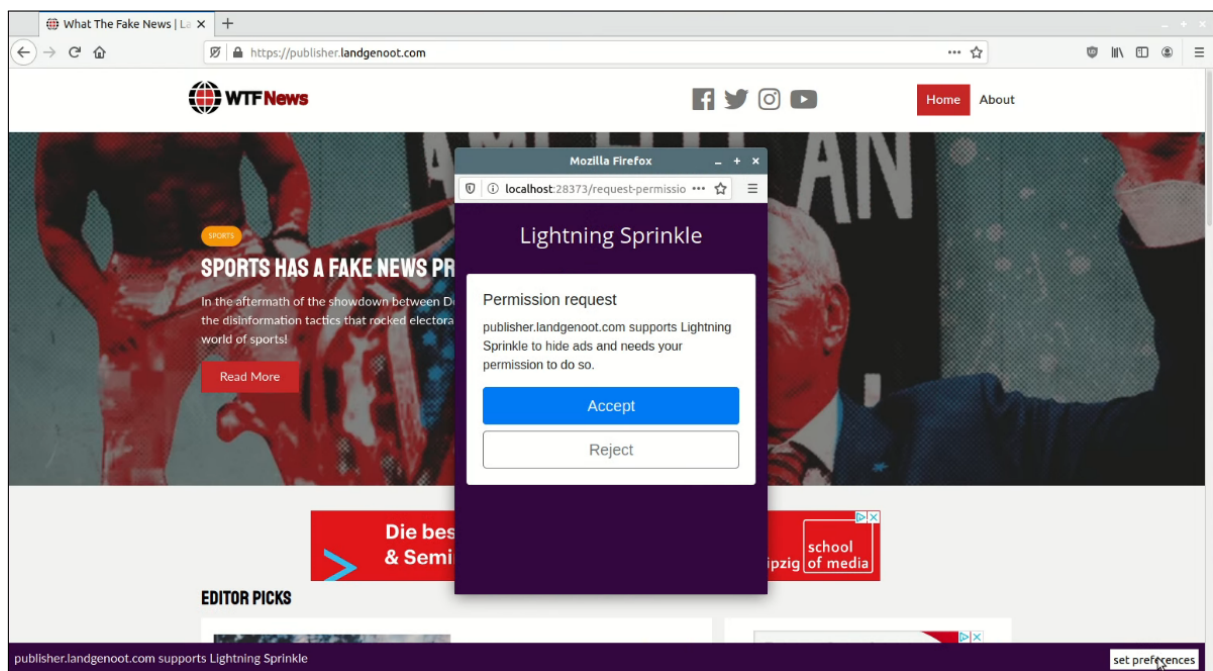 What The Fake News | La
https://publisher.landgenoot.com
WTFNews
Home About
Mozilla Firefox
localhost:28373/request-permissio
Lightning Sprinkle
Permission request
publisher.landgenoot.com supports Lightning
Sprinkle to hide ads and needs your
permission to do so.
Accept
Reject
SPORTS
SPORTS HAS A FAKE NEWS PR
In the aftermath of the showdown between D
the disinformation tactics that rocked electora
world of sports!
Read More
Die bes
& Semi
school
ipzig of media
EDITOR PICKS
publisher.landgenoot.com supports Lightning Sprinkle
set preferences